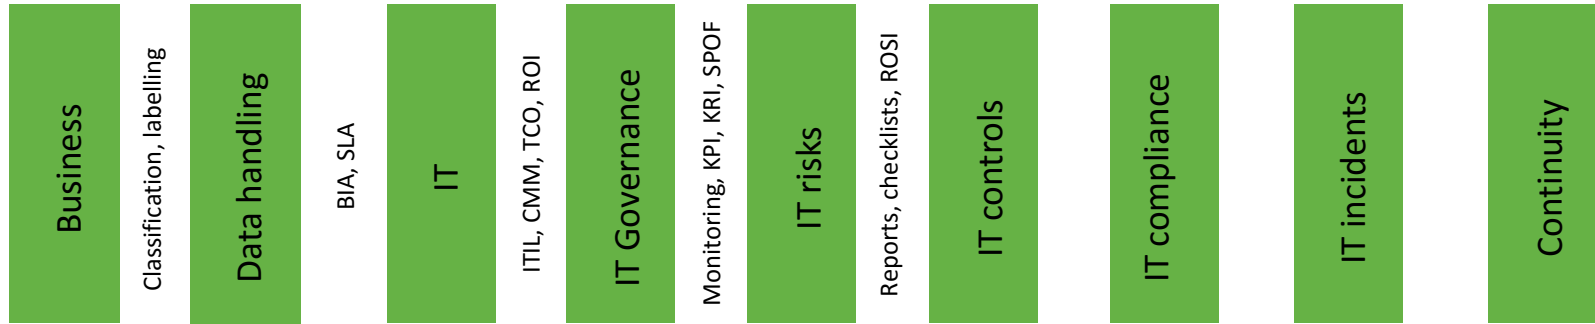 Business
Classification, labelling
Data handling
BIA, SLA
IT
ITIL, CMM, TCO, ROI
IT Governance
Monitoring, KPI, KRI, SPOF
IT risks
Reports, checklists, ROSI
IT controls
IT compliance
IT incidents
Continuity